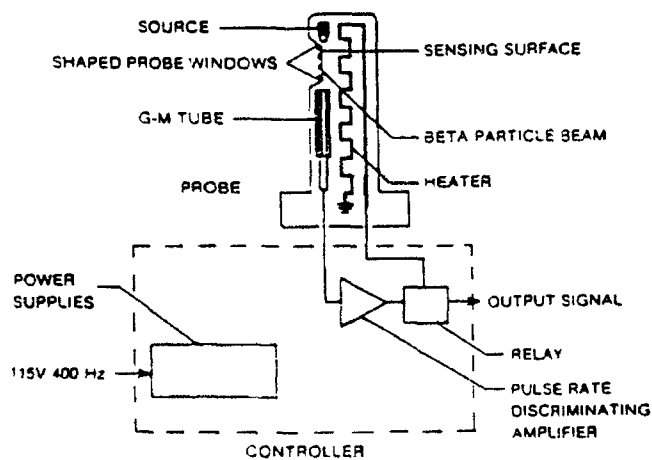 SOURCE
SENSING SURFACE
SHAPED PROBE WINDOWS
G-M TUBE
BETA PARTICLE BEAM
HEATER
PROBE
POWER
SUPPLIES
OUTPUT SIGNAL
RELAY
115V 400 Hz
PULSE RATE
DISCRIMINATING
AMPLIFIER
CONTROLLER